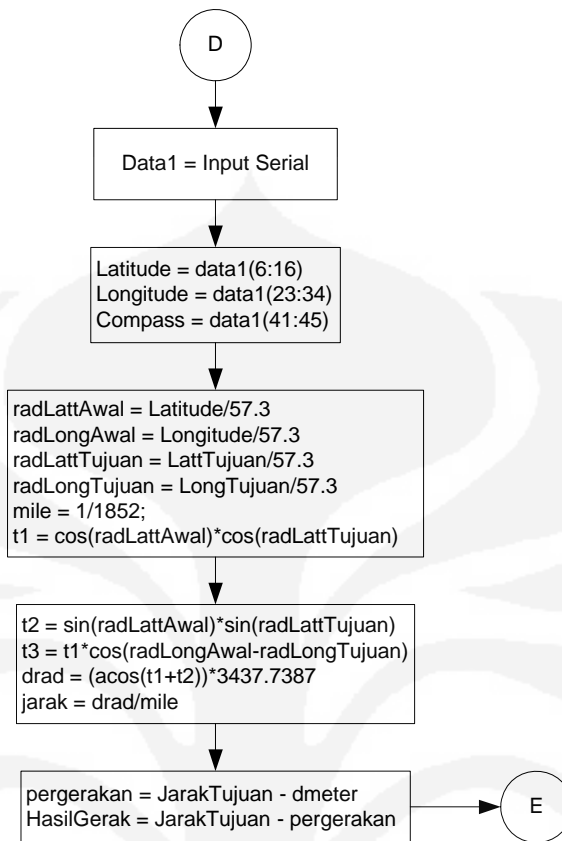 D
Data1 = Input Serial
Latitude = data1(6:16)
Longitude = data1(23:34)
Compass = data1(41:45)
radLattAwal = Latitude/57.3
radLongAwal = Longitude/57.3
radLattTujuan = LattTujuan/57.3
radLongTujuan = LongTujuan/57.3
mile = 1/1852;
t1 = cos(radLattAwal)*cos(radLattTujuan)
t2 = sin(radLattAwal)*sin(radLattTujuan)
t3 = t1*cos(radLongAwal-radLongTujuan)
drad = (acos(t1+t2))*3437.7387
jarak = drad/mile
pergerakan = JarakTujuan - dmeter
HasilGerak = JarakTujuan - pergerakan
E